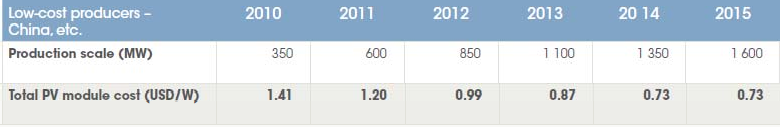 Low-cost producers – China, etc. 2010 2011 2012 2013 20 14 2015
Production scale (MW) 350 600 850 1 100 1 350 1 600
Total PV module cost (USD/W) 1.41 1.20 0.99 0.87 0.73 0.73